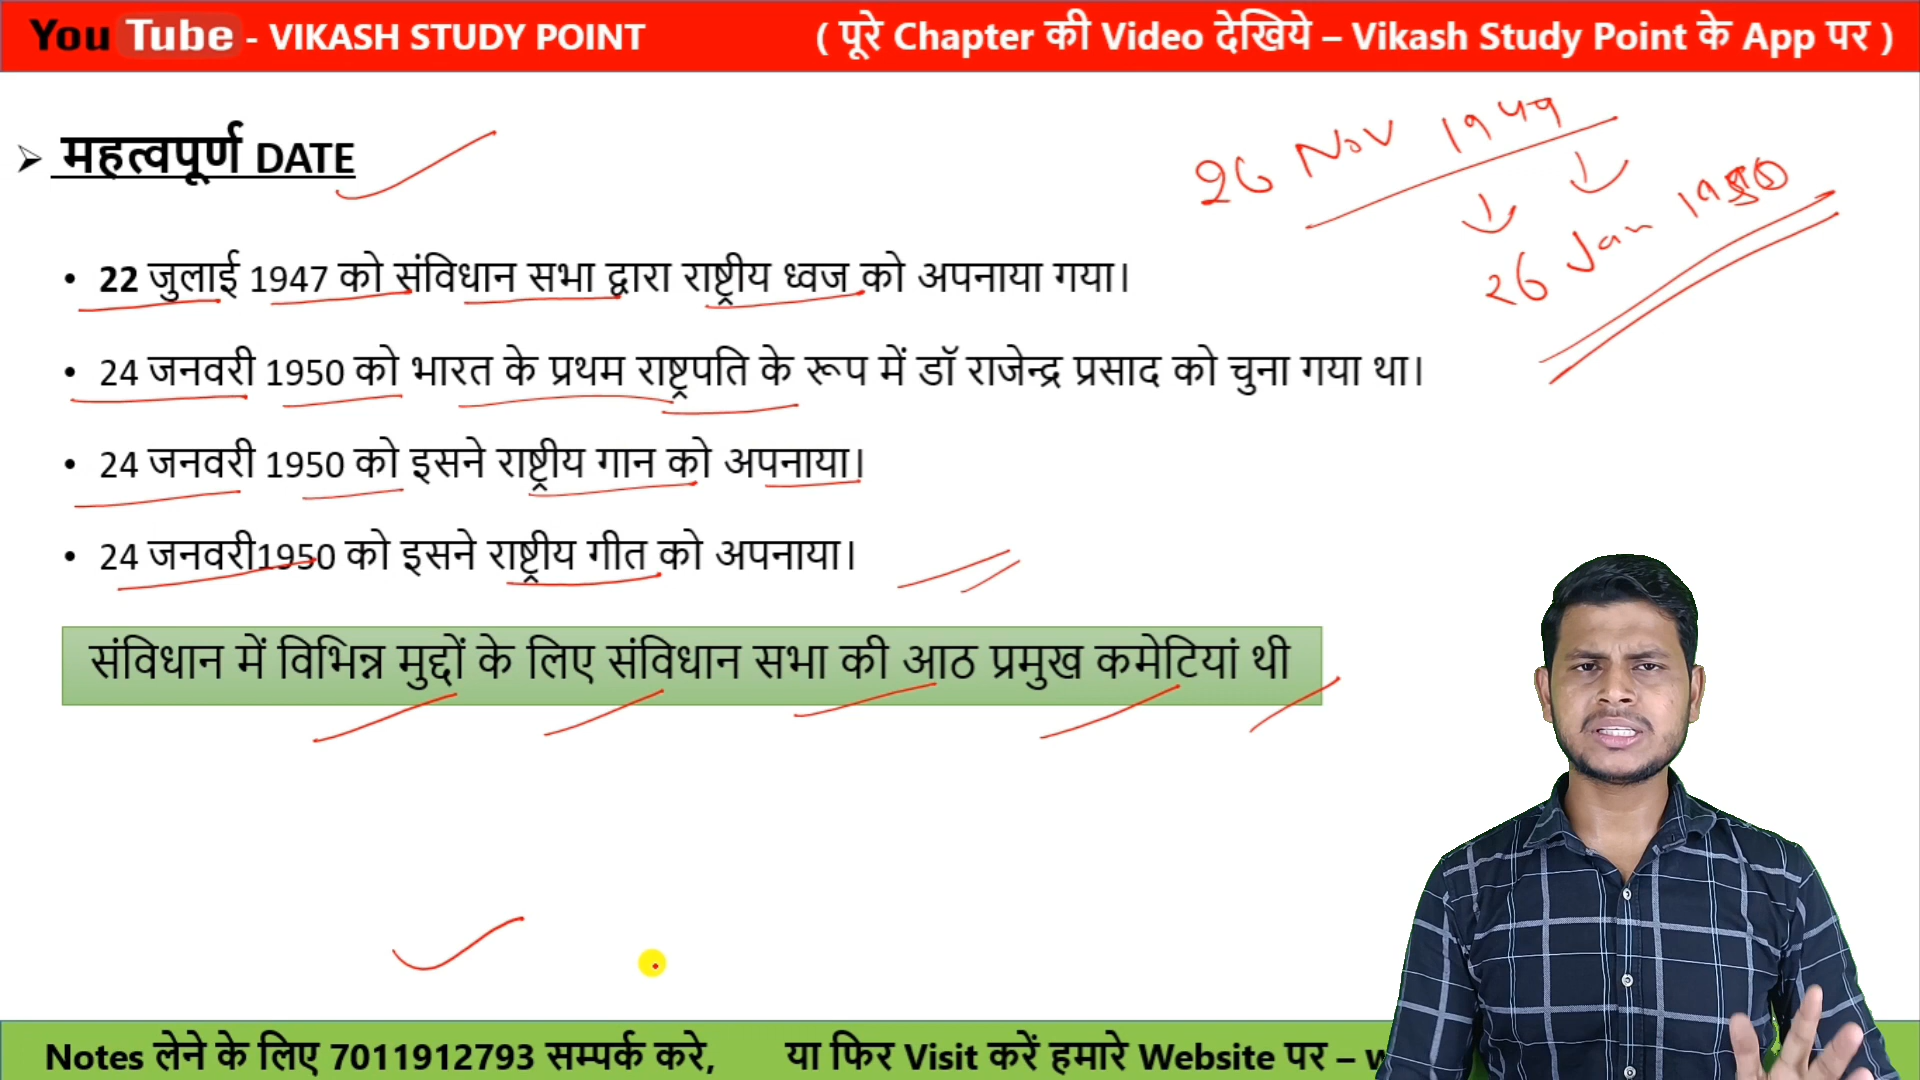 YouTube - VIKASH STUDY POINT
( पूरे Chapter की Video देखिये – Vikash Study Point के App पर )
26 Nov 1949
26 Jan 1950
➢ महत्वपूर्ण DATE
• 22 जुलाई 1947 को संविधान सभा द्वारा राष्ट्रीय ध्वज को अपनाया गया।
• 24 जनवरी 1950 को भारत के प्रथम राष्ट्रपति के रूप में डॉ राजेन्द्र प्रसाद को चुना गया था।
• 24 जनवरी 1950 को इसने राष्ट्रीय गान को अपनाया।
• 24 जनवरी1950 को इसने राष्ट्रीय गीत को अपनाया।
संविधान में विभिन्न मुद्दों के लिए संविधान सभा की आठ प्रमुख कमेटियां थी
Notes लेने के लिए 7011912793 सम्पर्क करे, या फिर Visit करें हमारे Website पर –